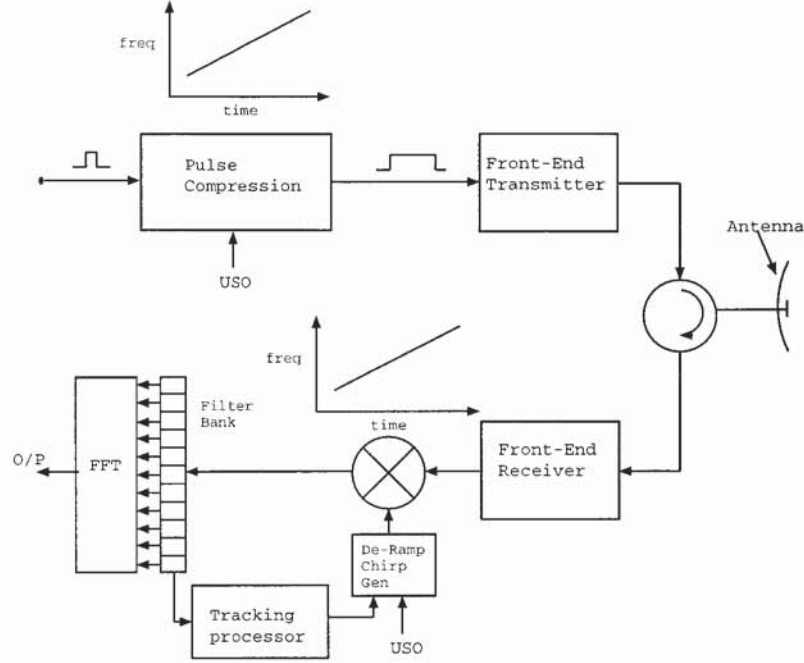 freq
time
Pulse
Compression
Front-End
Transmitter
USO
Antenna
freq
time
Filter
Bank
Front-End
Receiver
O/P
FFT
De-Ramp
Chirp
Gen
Tracking
processor
USO